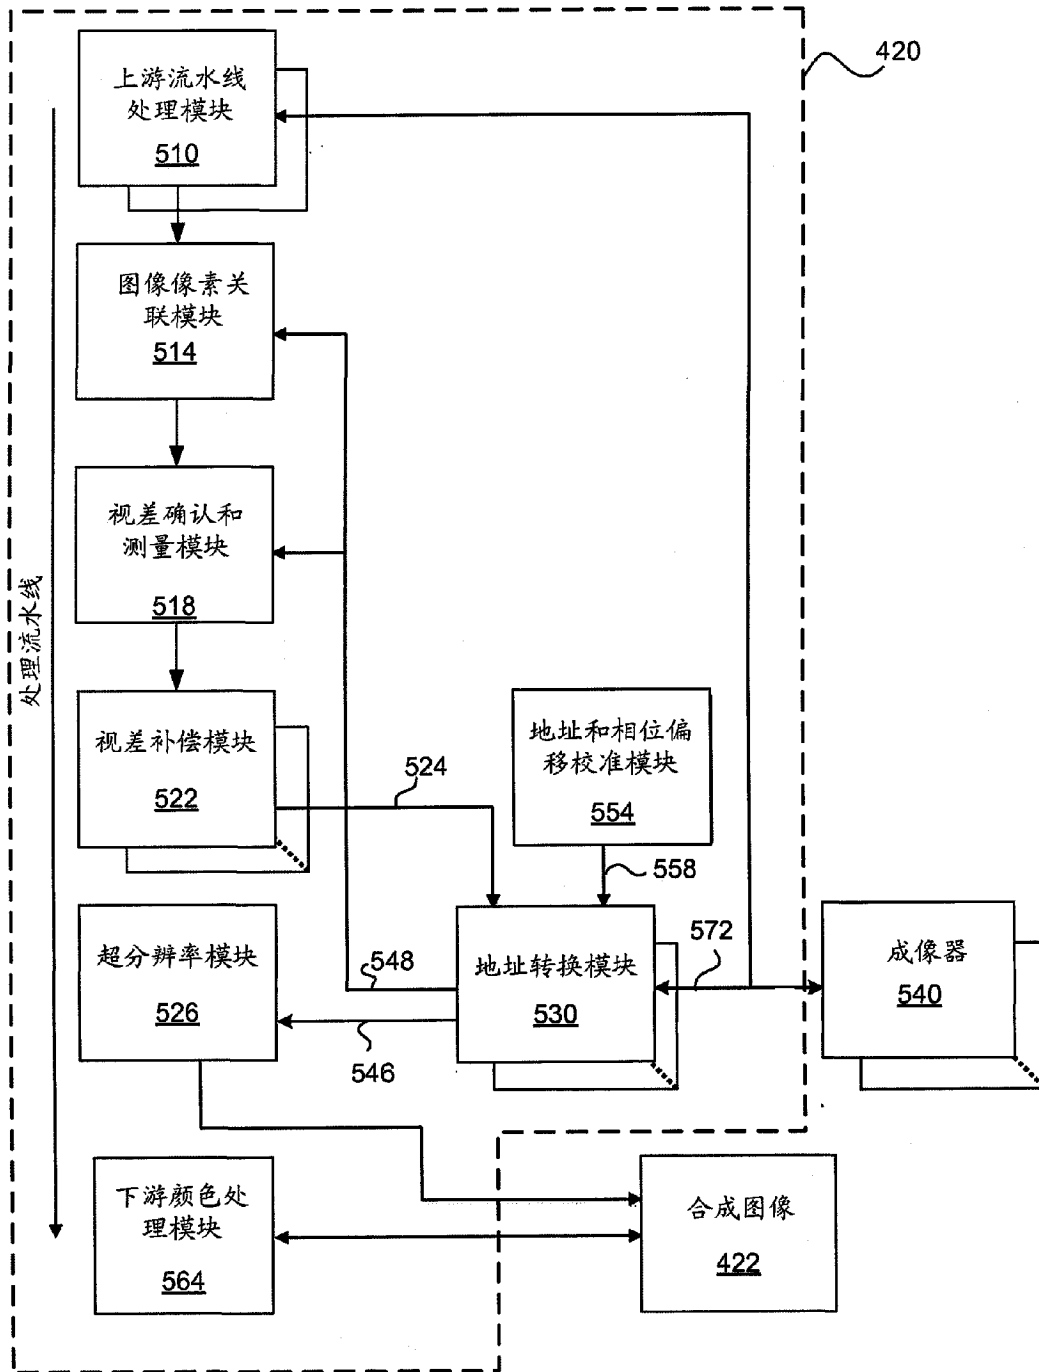 420
上游流水线
处理模块
510
图像像素关
联模块
514
视差确认和
测量模块
518
处理流水线
视差补偿模块
522
524
地址和相位偏
移校准模块
554
558
超分辨率模块
526
548
546
地址转换模块
530
572
成像器
540
下游颜色处
理模块
564
合成图像
422